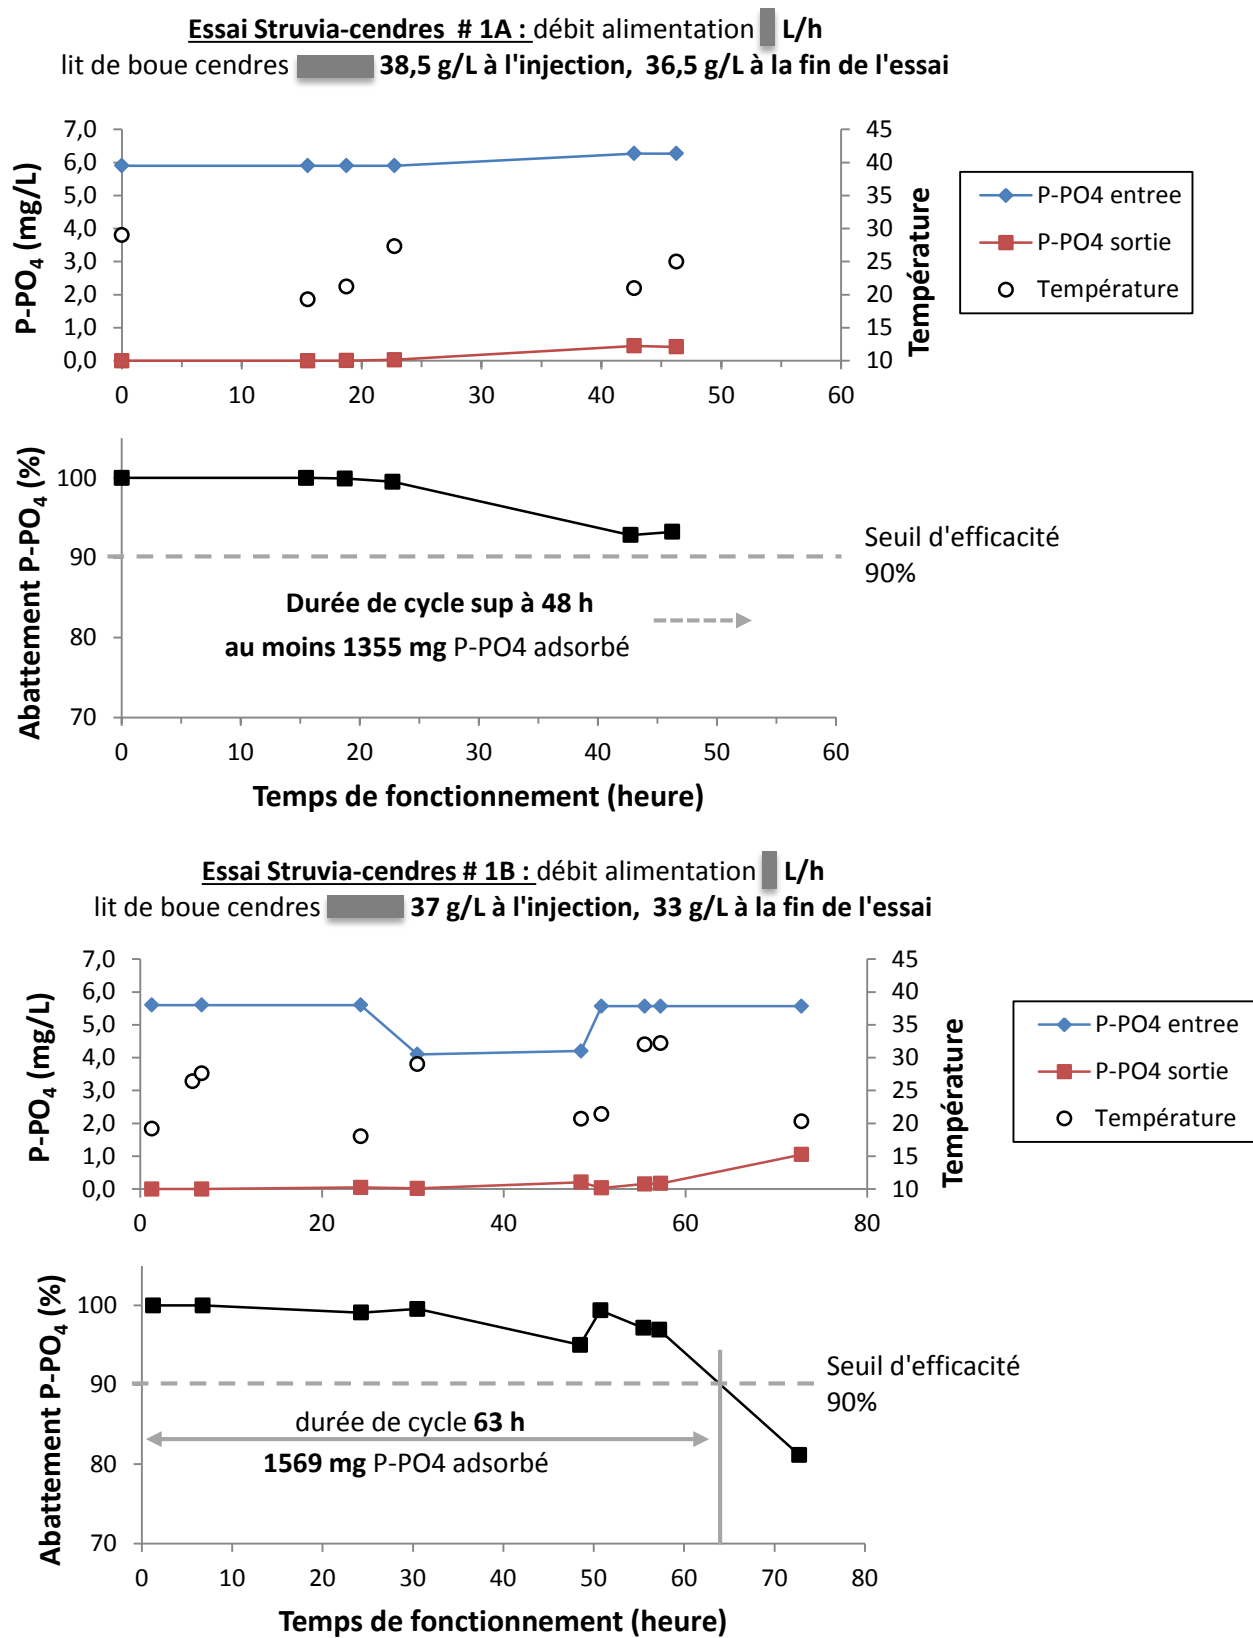 Essai Struvia-cendres # 1A : débit alimentation L/h
lit de boue cendres 38,5 g/L à l'injection, 36,5 g/L à la fin de l'essai
P-PO4 (mg/L)
7,0
6,0
5,0
4,0
3,0
2,0
1,0
0,0
0 10 20 30 40 50 60
45
40
35
30
25
20
15
10
Température
P-PO4 entree
P-PO4 sortie
Température
Abattement P-PO4 (%)
100
90
80
70
Seuil d'efficacité
90%
Durée de cycle sup à 48 h
au moins 1355 mg P-PO4 adsorbé
0 10 20 30 40 50 60
Temps de fonctionnement (heure)
Essai Struvia-cendres # 1B : débit alimentation L/h
lit de boue cendres 37 g/L à l'injection, 33 g/L à la fin de l'essai
P-PO4 (mg/L)
7,0
6,0
5,0
4,0
3,0
2,0
1,0
0,0
0 20 40 60 80
45
40
35
30
25
20
15
10
Température
P-PO4 entree
P-PO4 sortie
Température
Abattement P-PO4 (%)
100
90
80
70
Seuil d'efficacité
90%
durée de cycle 63 h
1569 mg P-PO4 adsorbé
0 10 20 30 40 50 60 70 80
Temps de fonctionnement (heure)